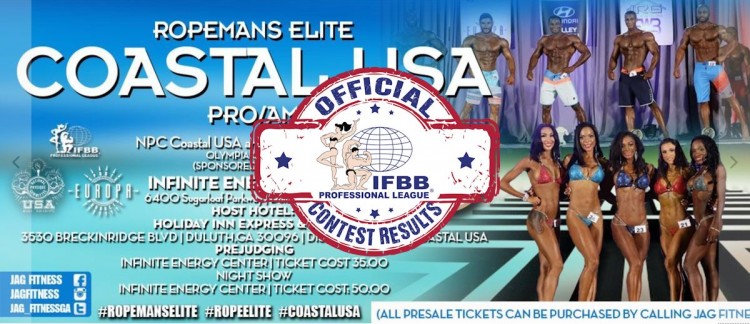 ROPEMANS ELITE
COASTAL USA
PRO/AM
NPC Coastal USA
OLYMPIA
(SPONSORE
INFINITE ENE
6400 Sugarloaf Parkw
HOST HOTEL
HOLIDAY INN EXPRESS &
3530 BRECKINRIDGE BLVD | DULUTH,GA 30096 | DI
COASTAL USA
PREJUDGING
INFINITE ENERGY CENTER | TICKET COST 35.00
NIGHT SHOW
INFINITE ENERGY CENTER | TICKET COST: 50.00
IFBB
PROFESSIONAL LEAGUE
USA
EUROPA
JAG FITNESS
JAGFITNESS
JAG_FITNESSGA
#ROPEMANSELITE #ROPEELITE #COASTALUSA
(ALL PRESALE TICKETS CAN BE PURCHASED BY CALLING JAG FITNE
OFFICIAL
IFBB
PROFESSIONAL LEAGUE
CONTEST RESULTS